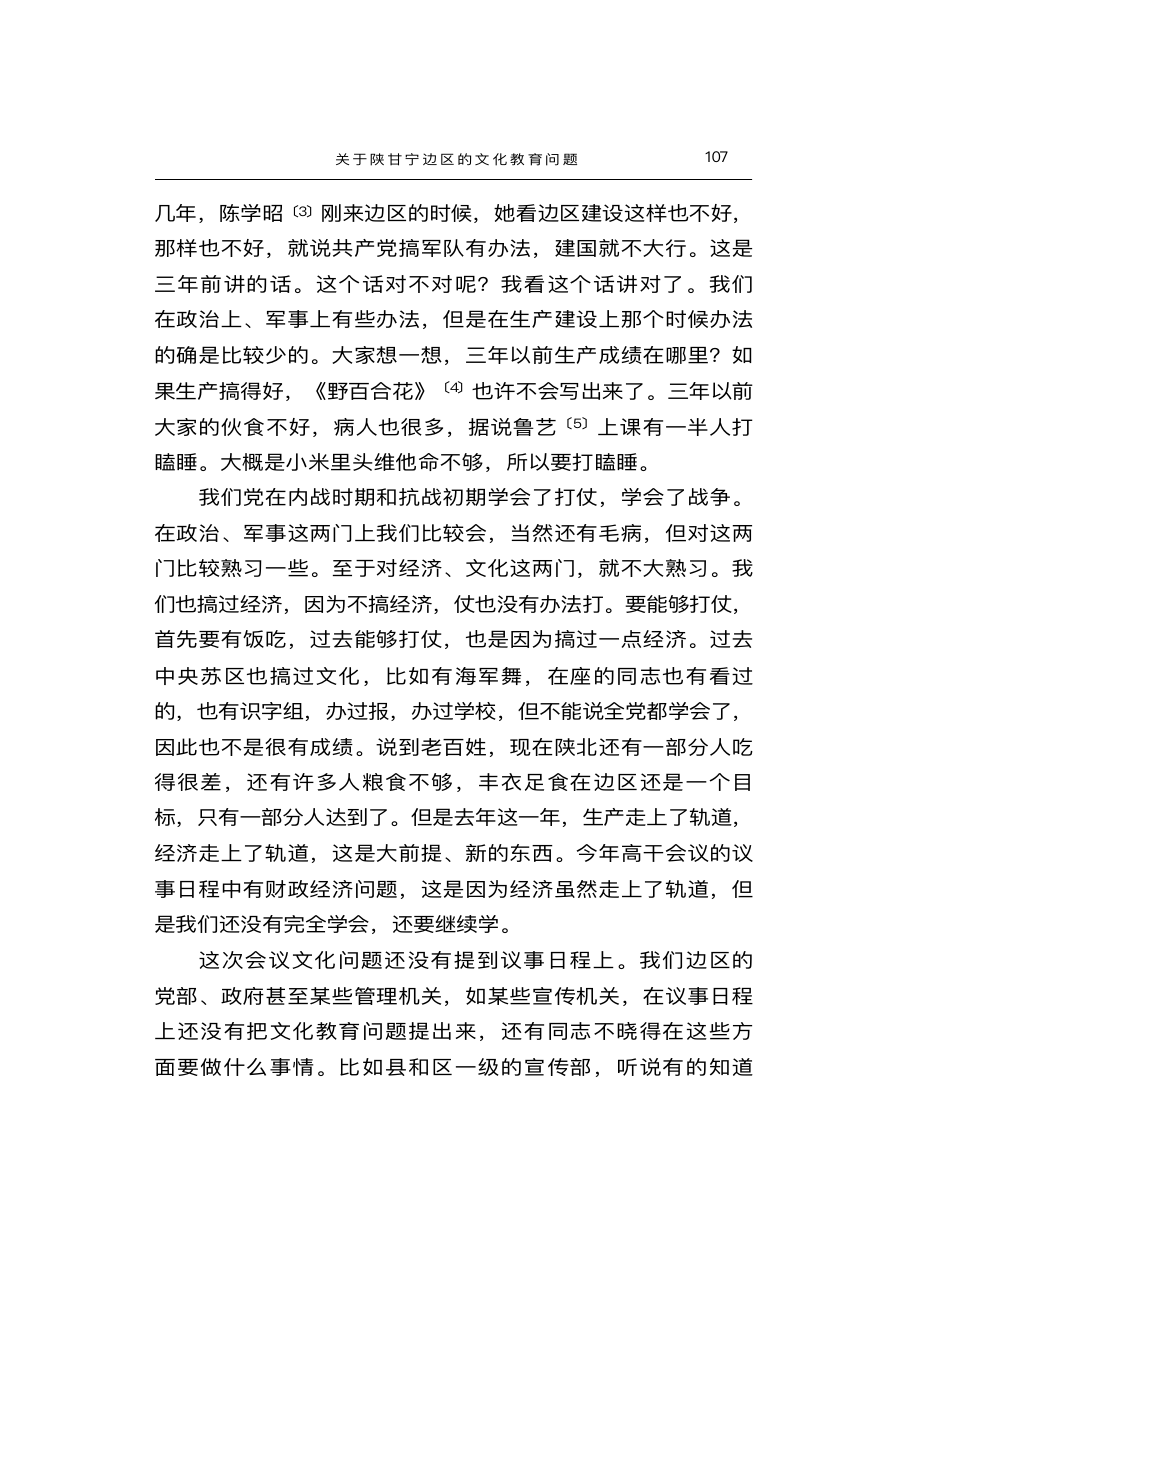 关于陕甘宁边区的文化教育问题 107
几年，陈学昭〔3〕刚来边区的时候，她看边区建设这样也不好，
那样也不好，就说共产党搞军队有办法，建国就不大行。这是
三年前讲的话。这个话对不对呢？我看这个话讲对了。我们
在政治上、军事上有些办法，但是在生产建设上那个时候办法
的确是比较少的。大家想一想，三年以前生产成绩在哪里？如
果生产搞得好，《野百合花》〔4〕也许不会写出来了。三年以前
大家的伙食不好，病人也很多，据说鲁艺〔5〕上课有一半人打
瞌睡。大概是小米里头维他命不够，所以要打瞌睡。
我们党在内战时期和抗战初期学会了打仗，学会了战争。
在政治、军事这两门上我们比较会，当然还有毛病，但对这两
门比较熟习一些。至于对经济、文化这两门，就不大熟习。我
们也搞过经济，因为不搞经济，仗也没有办法打。要能够打仗，
首先要有饭吃，过去能够打仗，也是因为搞过一点经济。过去
中央苏区也搞过文化，比如有海军舞，在座的同志也有看过
的，也有识字组，办过报，办过学校，但不能说全党都学会了，
因此也不是很有成绩。说到老百姓，现在陕北还有一部分人吃
得很差，还有许多人粮食不够，丰衣足食在边区还是一个目
标，只有一部分人达到了。但是去年这一年，生产走上了轨道，
经济走上了轨道，这是大前提、新的东西。今年高干会议的议
事日程中有财政经济问题，这是因为经济虽然走上了轨道，但
是我们还没有完全学会，还要继续学。
这次会议文化问题还没有提到议事日程上。我们边区的
党部、政府甚至某些管理机关，如某些宣传机关，在议事日程
上还没有把文化教育问题提出来，还有同志不晓得在这些方
面要做什么事情。比如县和区一级的宣传部，听说有的知道